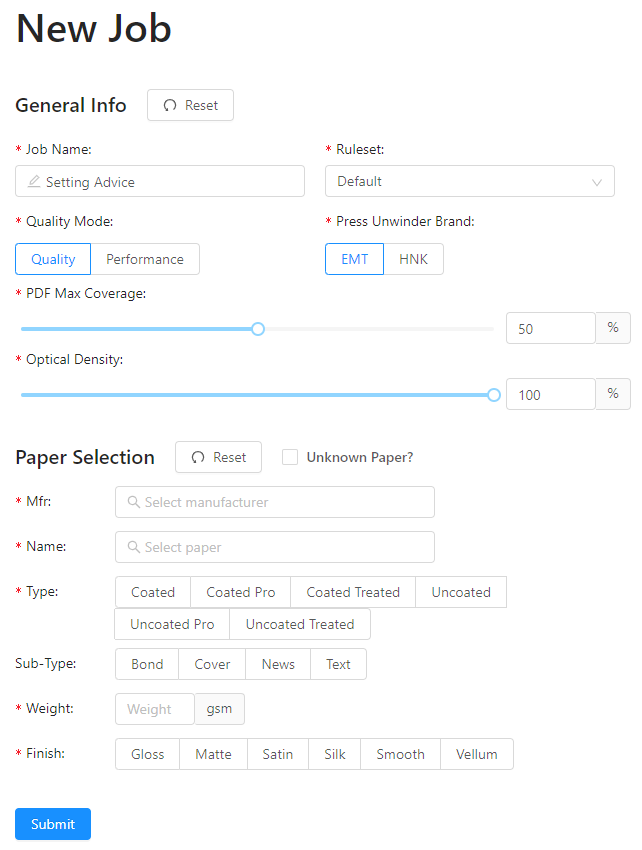 New Job
General Info Reset
* Job Name: * Ruleset:
Setting Advice Default
* Quality Mode: * Press Unwinder Brand:
Quality Performance EMT HNK
* PDF Max Coverage:
50 %
* Optical Density:
100 %
Paper Selection Reset Unknown Paper?
* Mfr: Select manufacturer
* Name: Select paper
* Type: Coated Coated Pro Coated Treated Uncoated
Uncoated Pro Uncoated Treated
Sub-Type: Bond Cover News Text
* Weight: Weight gsm
* Finish: Gloss Matte Satin Silk Smooth Vellum
Submit